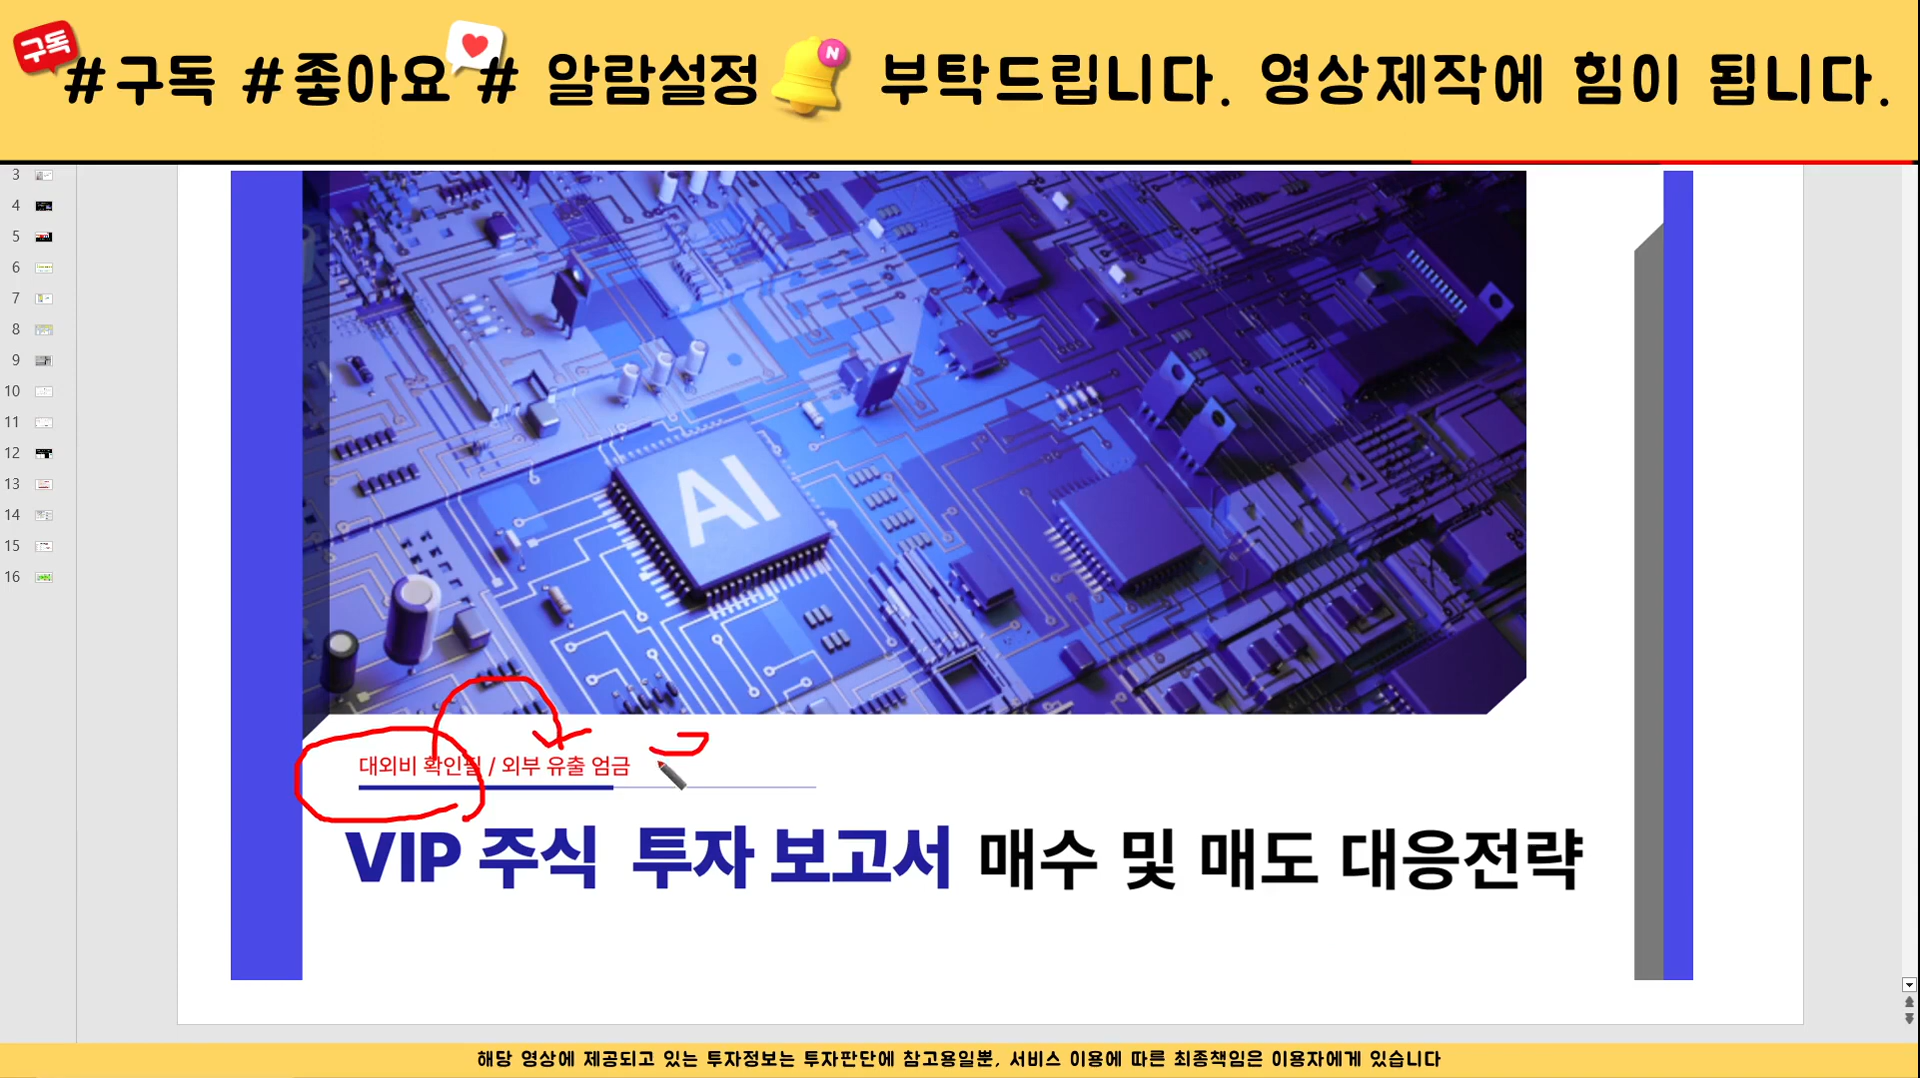 구독
#구독 #좋아요 # 알람설정 N 부탁드립니다. 영상제작에 힘이 됩니다.
3
4
5
6
7
8
9
10
11
12
13
14
15
16
AI
대외비 확인필 / 외부 유출 엄금
VIP 주식 투자 보고서 매수 및 매도 대응전략
해당 영상에 제공되고 있는 투자정보는 투자판단에 참고용일뿐, 서비스 이용에 따른 최종책임은 이용자에게 있습니다